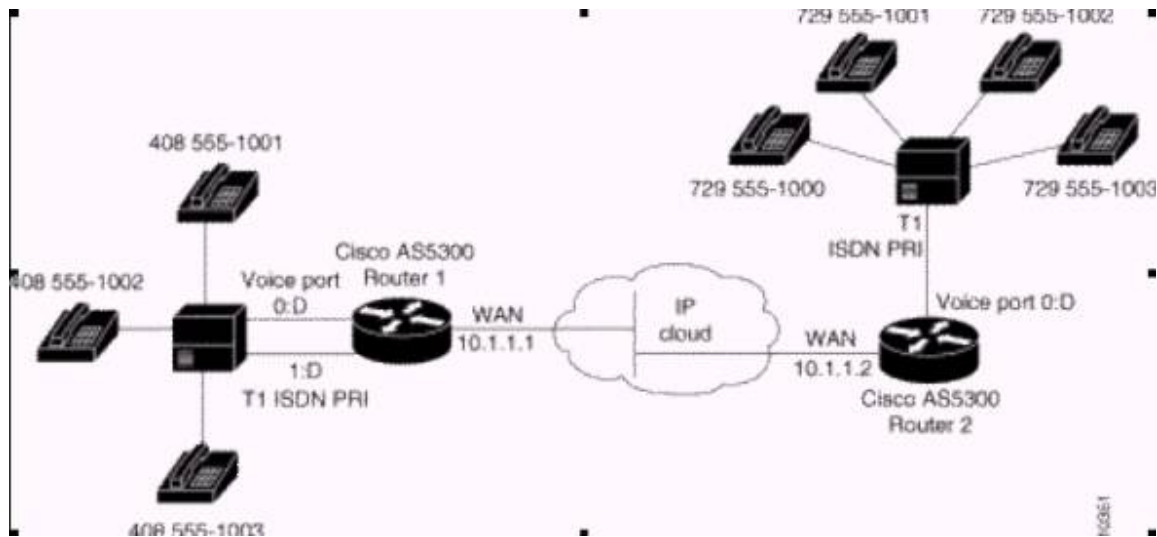 729 555-1001
729 555-1002
408 555-1001
729 555-1000
729 555-1003
T1
ISDN PRI
Cisco AS5300
Router 1
408 555-1002
Voice port
0:D
WAN
10.1.1.1
IP
cloud
Voice port 0:D
WAN
10.1.1.2
1:D
T1 ISDN PRI
Cisco AS5300
Router 2
408 555-1003